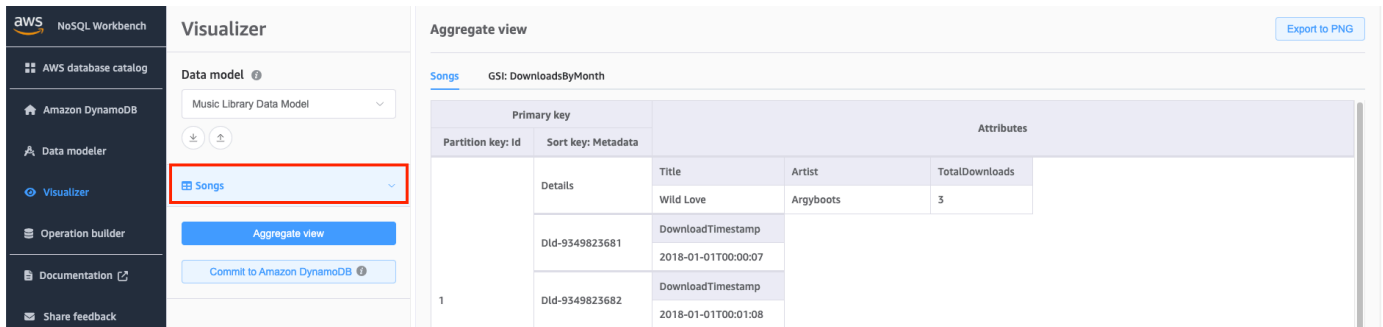 aws
NoSQL Workbench
AWS database catalog
Amazon DynamoDB
Data modeler
Visualizer
Operation builder
Documentation
Share feedback
Visualizer
Data model
Music Library Data Model
Songs
Aggregate view
Commit to Amazon DynamoDB
Aggregate view
Export to PNG
Songs GSI: DownloadsByMonth
Primary key
Attributes
Partition key: Id Sort key: Metadata
Details
Title Artist TotalDownloads
Wild Love Argyboots 3
Dld-9349823681
DownloadTimestamp
2018-01-01T00:00:07
1
Dld-9349823682
DownloadTimestamp
2018-01-01T00:01:08